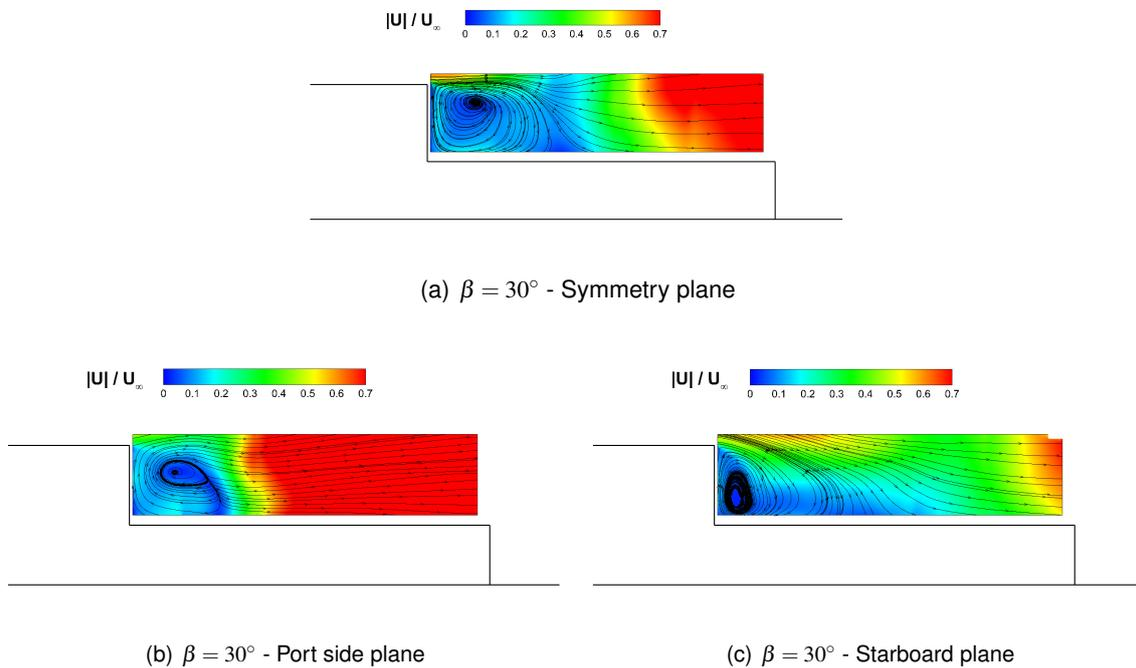 |U| / U∞
0 0.1 0.2 0.3 0.4 0.5 0.6 0.7
(a) β = 30° - Symmetry plane
|U| / U∞
0 0.1 0.2 0.3 0.4 0.5 0.6 0.7
|U| / U∞
0 0.1 0.2 0.3 0.4 0.5 0.6 0.7
(b) β = 30° - Port side plane
(c) β = 30° - Starboard plane